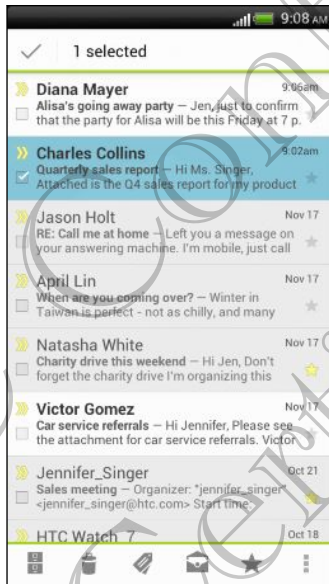 9:08 AM
1 selected
Diana Mayer 9:06am
Alisa's going away party – Jen, just to confirm
that the party for Alisa will be this Friday at 7 p.
Charles Collins 9:02am
Quarterly sales report – Hi Ms. Singer,
Attached is the Q4 sales report for my product
Jason Holt Nov 17
RE: Call me at home – Left you a message on
your answering machine. I'm mobile, just call
April Lin Nov 17
When are you coming over? – Winter in
Taiwan is perfect - not as chilly, and many
Natasha White Nov 17
Charity drive this weekend – Hi Jen, Don't
forget the charity drive I'm organizing this
Victor Gomez Nov 17
Car service referrals – Hi Jennifer, Please see
the attachment for car service referrals. Victor
Jennifer_Singer Oct 21
Sales meeting – Organizer: "jennifer_singer"
<jennifer_singer@htc.com> Start time:
HTC Watch 7 Oct 18